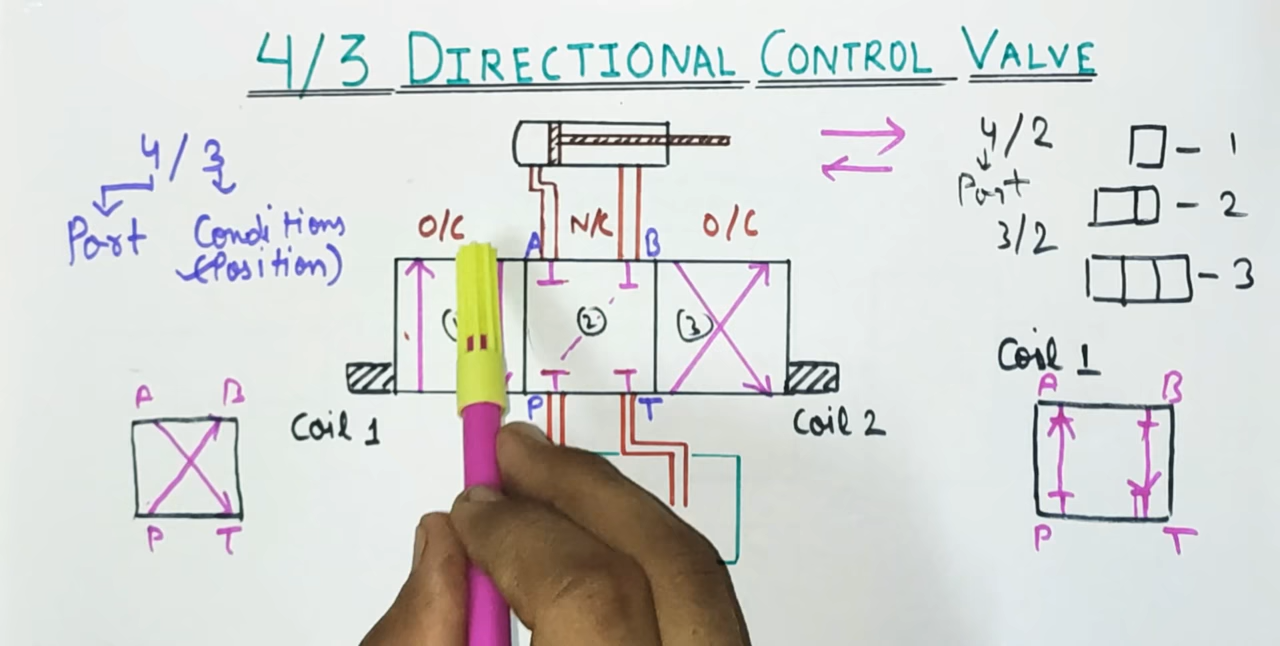 4/3 DIRECTIONAL CONTROL VALVE
4/3
Port Conditions
(Position)
O/C N/C O/C
A B
② ③
P T
Coil 1 Coil 2
4/2
Port
3/2
□ - 1
- 2
- 3
A B
P T
Coil 1
A B
P T